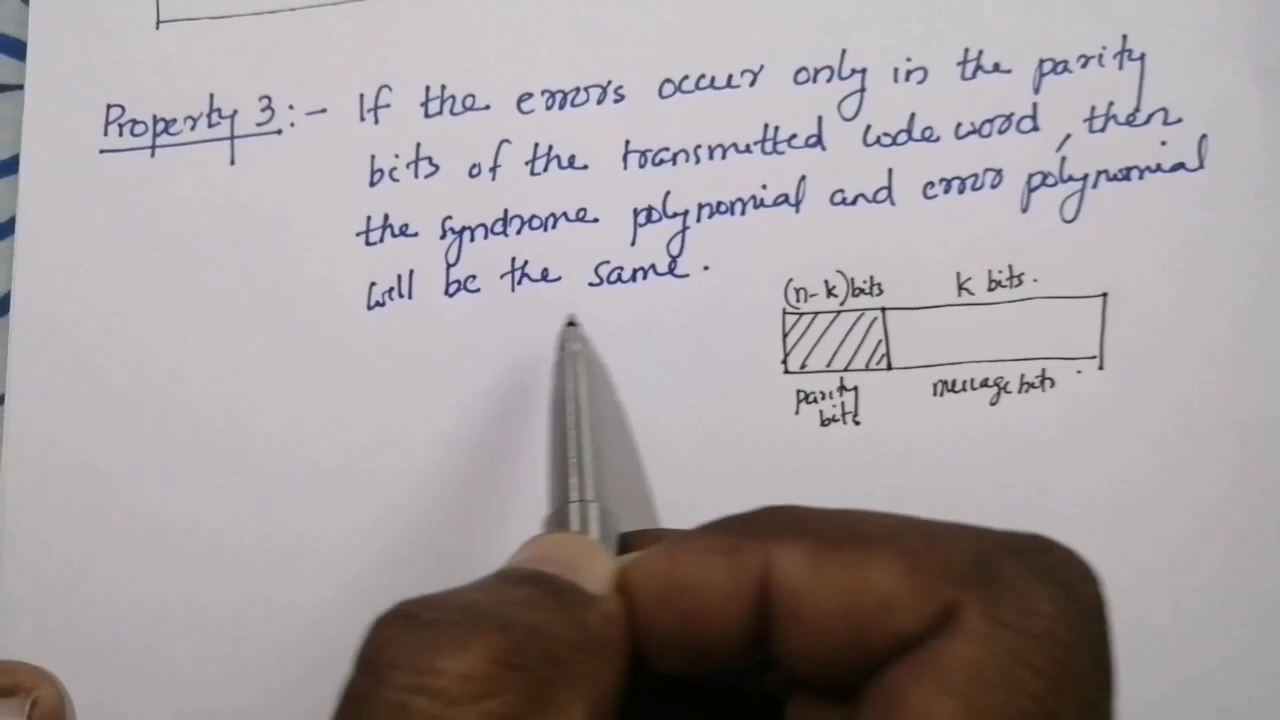 Property 3:- If the errors occur only in the parity
bits of the transmitted code word, then
the syndrome polynomial and error polynomial
will be the same.
(n-k)bits k bits.
parity message bits
bits